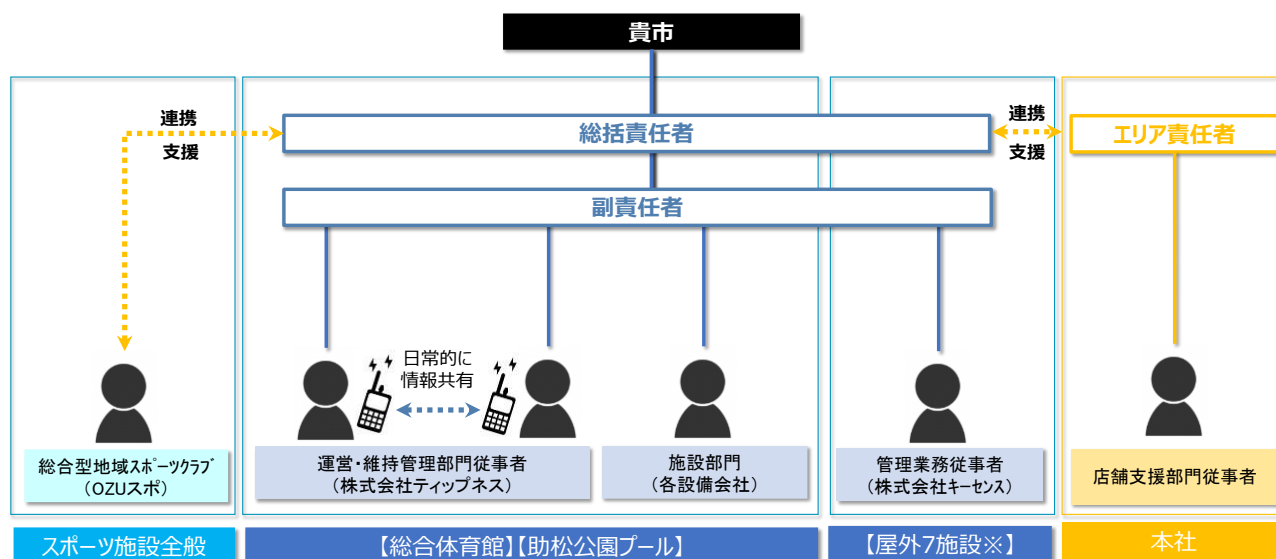 貴市
連携
支援
総括責任者
連携
支援
エリア責任者
副責任者
日常的に
情報共有
総合型地域スポーツクラブ
（OZUスポ）
運営・維持管理部門従事者
（株式会社ティップネス）
施設部門
（各設備会社）
管理業務従事者
（株式会社キーセンス）
店舗支援部門従事者
スポーツ施設全般
【総合体育館】【助松公園プール】
【屋外7施設※】
本社